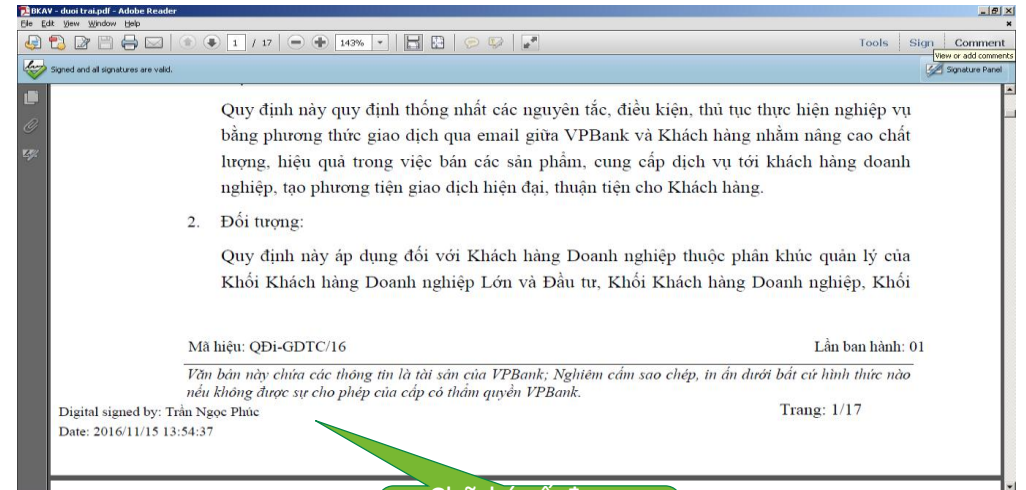 BKAV - duoi trai.pdf - Adobe Reader
File Edit View Window Help
1 / 17 143% Tools Sign Comment
View or add comments
Signed and all signatures are valid. Signature Panel
Quy định này quy định thống nhất các nguyên tắc, điều kiện, thủ tục thực hiện nghiệp vụ
bằng phương thức giao dịch qua email giữa VPBank và Khách hàng nhằm nâng cao chất
lượng, hiệu quả trong việc bán các sản phẩm, cung cấp dịch vụ tới khách hàng doanh
nghiệp, tạo phương tiện giao dịch hiện đại, thuận tiện cho Khách hàng.
2. Đối tượng:
Quy định này áp dụng đối với Khách hàng Doanh nghiệp thuộc phân khúc quản lý của
Khối Khách hàng Doanh nghiệp Lớn và Đầu tư, Khối Khách hàng Doanh nghiệp, Khối
Mã hiệu: QĐi-GDTC/16 Lần ban hành: 01
Văn bản này chứa các thông tin là tài sản của VPBank; Nghiêm cấm sao chép, in ấn dưới bất cứ hình thức nào
nếu không được sự cho phép của cấp có thẩm quyền VPBank.
Digital signed by: Trần Ngọc Phúc Trang: 1/17
Date: 2016/11/15 13:54:37